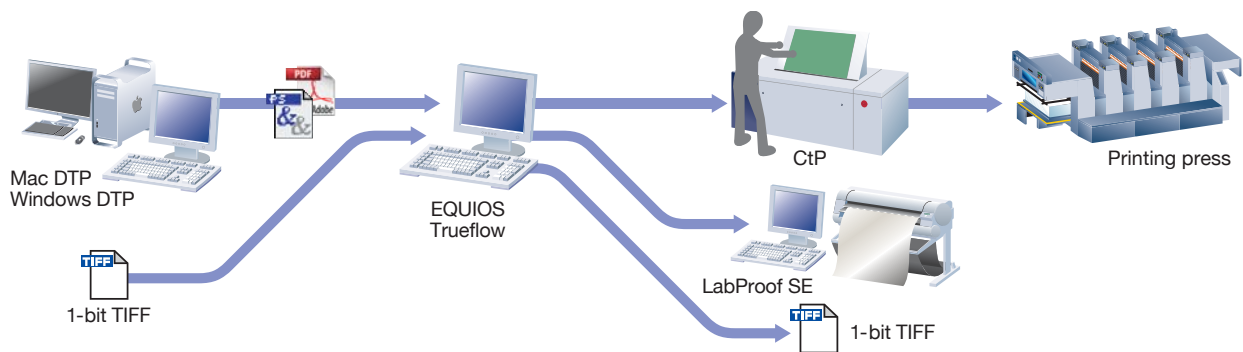 PDF
Adobe
PS
Mac DTP
Windows DTP
EQUIOS
Trueflow
CtP
Printing press
TIFF
1-bit TIFF
LabProof SE
TIFF
1-bit TIFF